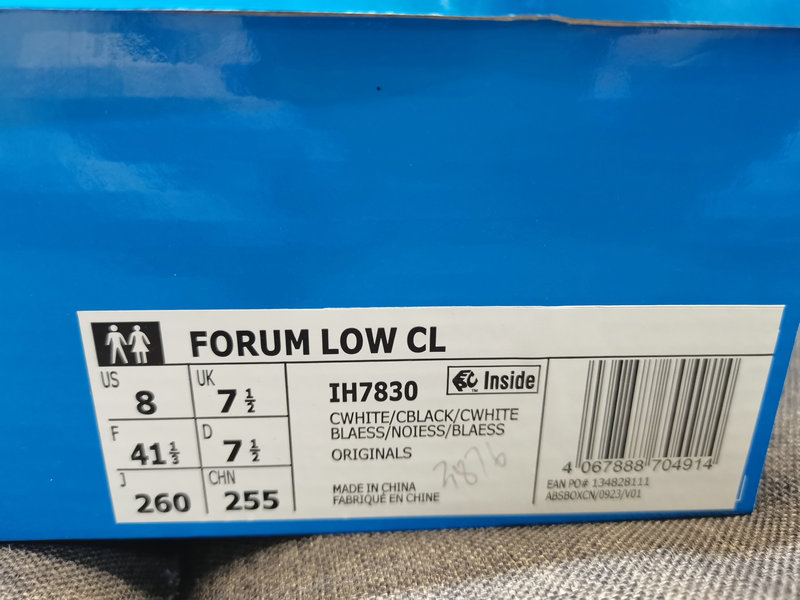 FORUM LOW CL
US 8 UK 7 1/2
F 41 1/3 D 7 1/2
J 260 CHN 255
IH7830
EC™ Inside
CWHITE/CBLACK/CWHITE
BLAESS/NOIESS/BLAESS
ORIGINALS
3876
MADE IN CHINA
FABRIQUÉ EN CHINE
4 067888 704914
EAN PO# 134828111
ABSBOXCN/0923/V01